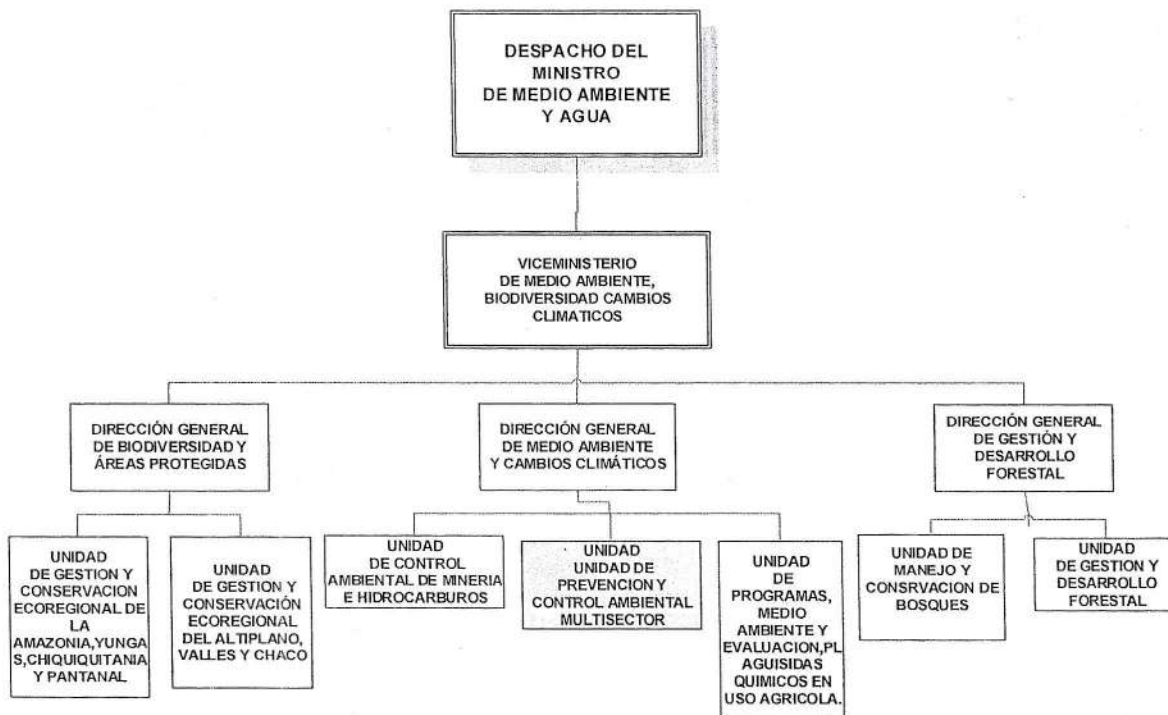 DESPACHO DEL
MINISTRO
DE MEDIO AMBIENTE
Y AGUA
VICEMINISTERIO
DE MEDIO AMBIENTE,
BIODIVERSIDAD CAMBIOS
CLIMATICOS
DIRECCIÓN GENERAL
DE BIODIVERSIDAD Y
ÁREAS PROTEGIDAS
DIRECCIÓN GENERAL
DE MEDIO AMBIENTE
Y CAMBIOS CLIMÁTICOS
DIRECCIÓN GENERAL
DE GESTIÓN Y
DESARROLLO
FORESTAL
UNIDAD
DE GESTION Y
CONSERVACION
ECOREGIONAL DE
LA
AMAZONIA,YUNGA
S,CHIQUIQUITANIA
Y PANTANAL
UNIDAD
DE GESTION Y
CONSERVACIÓN
ECOREGIONAL
DEL ALTIPLANO,
VALLES Y CHACO
UNIDAD
DE CONTROL
AMBIENTAL DE MINERIA
E HIDROCARBUROS
UNIDAD
UNIDAD DE
PREVENCION Y
CONTROL AMBIENTAL
MULTISECTOR
UNIDAD
DE
PROGRAMAS,
MEDIO
AMBIENTE Y
EVALUACION,PL
AGUISIDAS
QUIMICOS EN
USO AGRICOLA.
UNIDAD DE
MANEJO Y
CONSRVACION DE
BOSQUES
UNIDAD
DE GESTION Y
DESARROLLO
FORESTAL